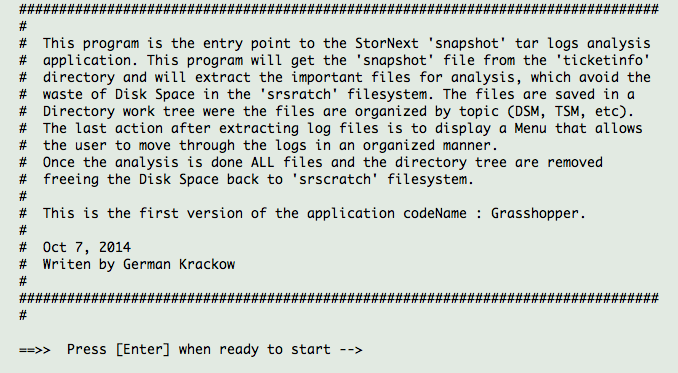 ################################################################################
#
#  This program is the entry point to the StorNext 'snapshot' tar logs analysis
#  application. This program will get the 'snapshot' file from the 'ticketinfo'
#  directory and will extract the important files for analysis, which avoid the
#  waste of Disk Space in the 'srsratch' filesystem. The files are saved in a
#  Directory work tree were the files are organized by topic (DSM, TSM, etc).
#  The last action after extracting log files is to display a Menu that allows
#  the user to move through the logs in an organized manner.
#  Once the analysis is done ALL files and the directory tree are removed
#  freeing the Disk Space back to 'srscratch' filesystem.
#
#  This is the first version of the application codeName : Grasshopper.
#
#  Oct 7, 2014
#  Writen by German Krackow
#
################################################################################
#
==>>  Press [Enter] when ready to start -->